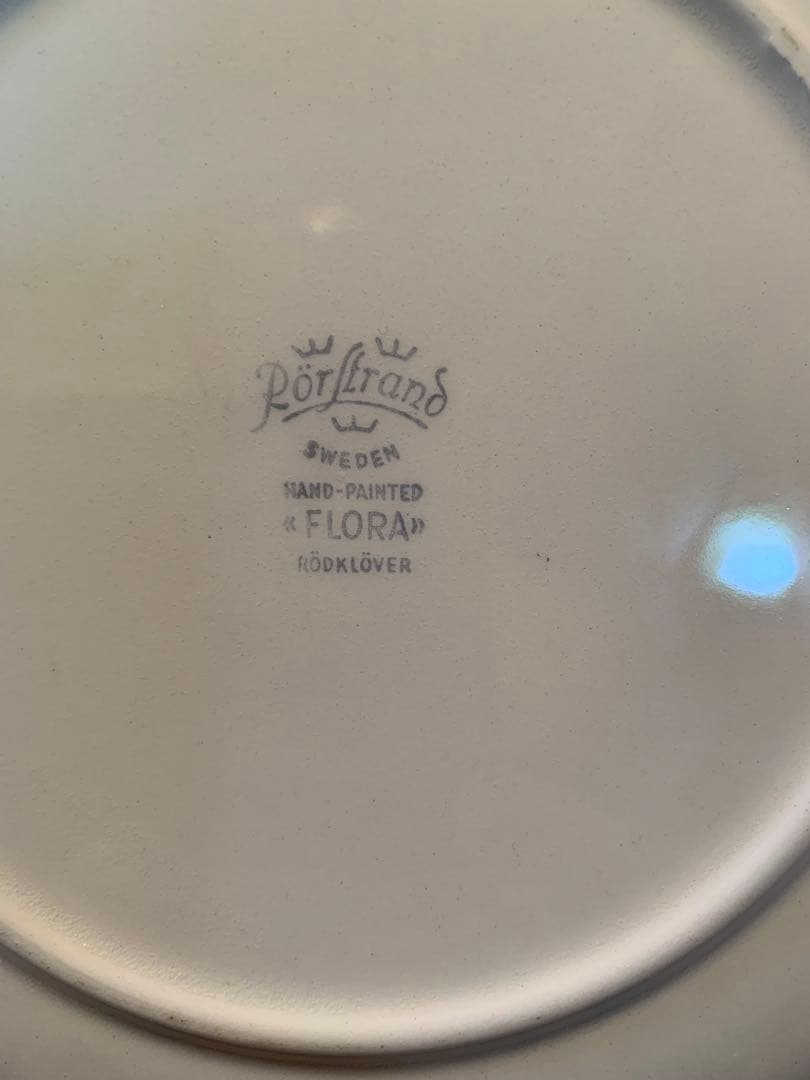 Rörstrand
SWEDEN
HAND-PAINTED
«FLORA»
RÖDKLÖVER